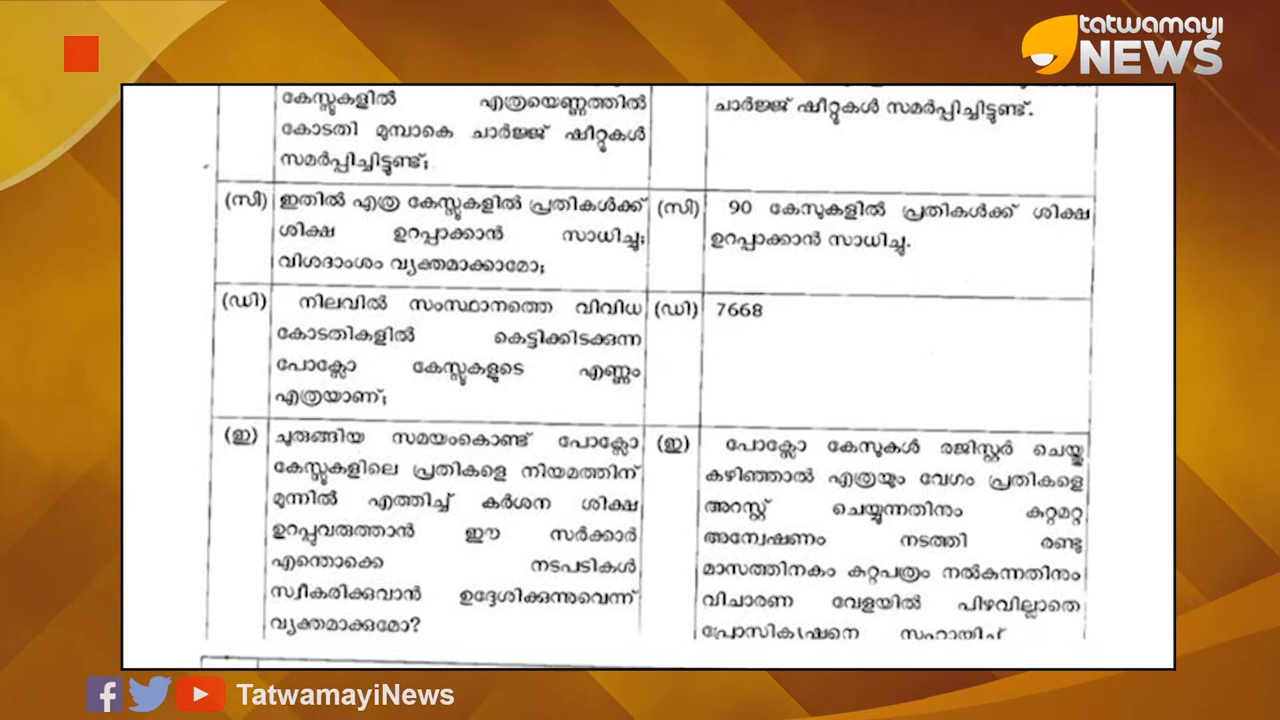 tatwamayi
NEWS
കേസ്സുകളിൽ എത്രയെണ്ണത്തിൽ
കോടതി മുമ്പാകെ ചാർജ്ജ് ഷീറ്റുകൾ
സമർപ്പിച്ചിട്ടുണ്ട്;
ചാർജ്ജ് ഷീറ്റുകൾ സമർപ്പിച്ചിട്ടുണ്ട്.
(സി) ഇതിൽ എത്ര കേസ്സുകളിൽ പ്രതികൾക്ക്
ശിക്ഷ ഉറപ്പാക്കാൻ സാധിച്ചു;
വിശദാംശം വ്യക്തമാക്കാമോ;
(സി) 90 കേസുകളിൽ പ്രതികൾക്ക് ശിക്ഷ
ഉറപ്പാക്കാൻ സാധിച്ചു.
(ഡി) നിലവിൽ സംസ്ഥാനത്തെ വിവിധ
കോടതികളിൽ കെട്ടിക്കിടക്കുന്ന
പോക്സോ കേസ്സുകളുടെ എണ്ണം
എത്രയാണ്;
(ഡി) 7668
(ഇ) ചുരുങ്ങിയ സമയംകൊണ്ട് പോക്സോ
കേസ്സുകളിലെ പ്രതികളെ നിയമത്തിന്
മുന്നിൽ എത്തിച്ച് കർശന ശിക്ഷ
ഉറപ്പുവരുത്താൻ ഈ സർക്കാർ
എന്തൊക്കെ നടപടികൾ
സ്വീകരിക്കുവാൻ ഉദ്ദേശിക്കുന്നുവെന്ന്
വ്യക്തമാക്കുമോ?
(ഇ) പോക്സോ കേസുകൾ രജിസ്റ്റർ ചെയ്തു
കഴിഞ്ഞാൽ എത്രയും വേഗം പ്രതികളെ
അറസ്റ്റ് ചെയ്യുന്നതിനും കുറ്റമറ്റ
അന്വേഷണം നടത്തി രണ്ടു
മാസത്തിനകം കുറ്റപത്രം നൽകുന്നതിനും
വിചാരണ വേളയിൽ പിഴവില്ലാതെ
പ്രോസിക്യുഷനെ സഹായിച്ച്
TatwamayiNews